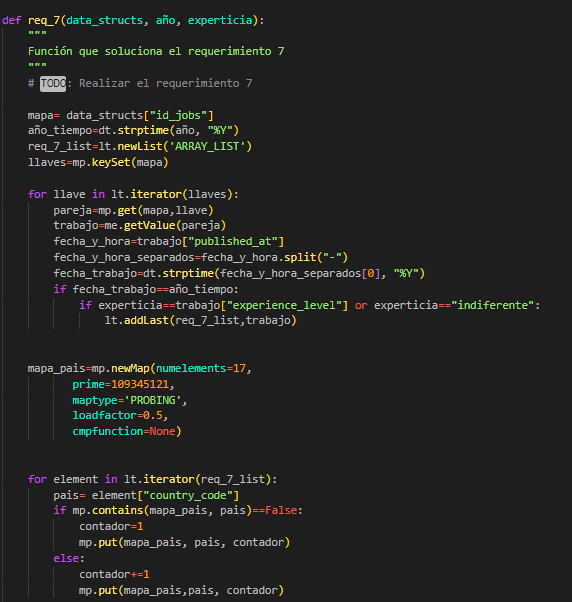 def req_7(data_structs, año, experticia):
    """
    Función que soluciona el requerimiento 7
    """
    # TODO: Realizar el requerimiento 7
    mapa= data_structs["id_jobs"]
    año_tiempo=dt.strptime(año, "%Y")
    req_7_list=lt.newList('ARRAY_LIST')
    llaves=mp.keySet(mapa)
    for llave in lt.iterator(llaves):
        pareja=mp.get(mapa,llave)
        trabajo=me.getValue(pareja)
        fecha_y_hora=trabajo["published_at"]
        fecha_y_hora_separados=fecha_y_hora.split("-")
        fecha_trabajo=dt.strptime(fecha_y_hora_separados[0], "%Y")
        if fecha_trabajo==año_tiempo:
            if experticia==trabajo["experience_level"] or experticia=="indiferente":
                lt.addLast(req_7_list,trabajo)
    mapa_pais=mp.newMap(numelements=17,
           prime=109345121,
           maptype='PROBING',
           loadfactor=0.5,
           cmpfunction=None)
    for element in lt.iterator(req_7_list):
        pais= element["country_code"]
        if mp.contains(mapa_pais, pais)==False:
            contador=1
            mp.put(mapa_pais, pais, contador)
        else:
            contador+=1
            mp.put(mapa_pais,pais, contador)